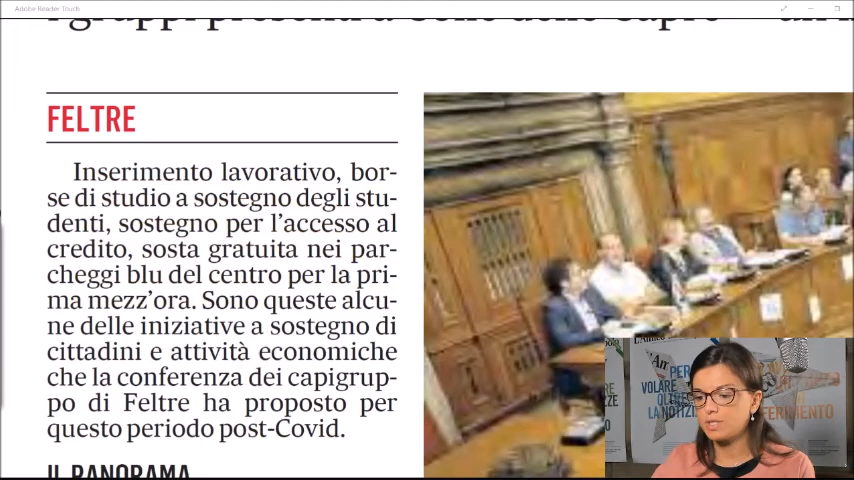 Adobe Reader Touch
FELTRE
Inserimento lavorativo, bor-
se di studio a sostegno degli stu-
denti, sostegno per l'accesso al
credito, sosta gratuita nei par-
cheggi blu del centro per la pri-
ma mezz'ora. Sono queste alcu-
ne delle iniziative a sostegno di
cittadini e attività economiche
che la conferenza dei capigrup-
po di Feltre ha proposto per
questo periodo post-Covid.
IL PANORAMA
PER
VOLARE
OLTRE
LA NOTIZI
FERIMENTO